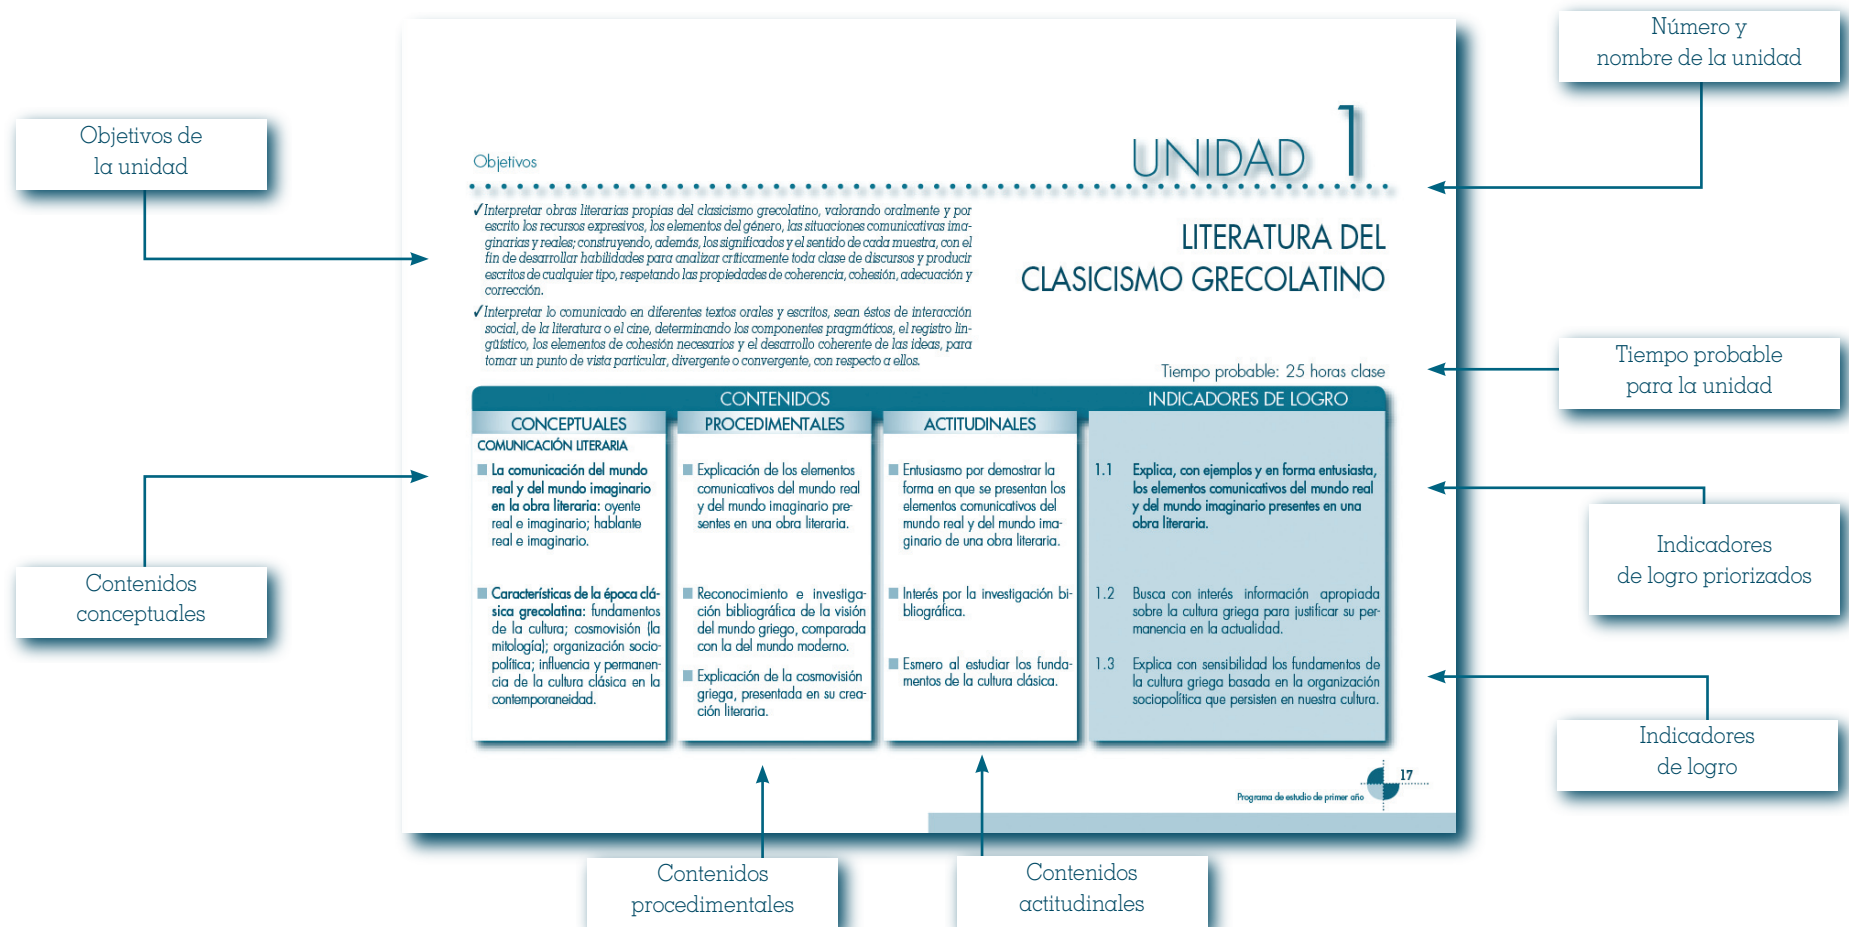 Número y
nombre de la unidad
Objetivos de
la unidad
Objetivos
UNIDAD 1
✓Interpretar obras literarias propias del clasicismo grecolatino, valorando oralmente y por
escrito los recursos expresivos, los elementos del género, las situaciones comunicativas ima-
ginarias y reales; construyendo, además, los significados y el sentido de cada muestra, con el
fin de desarrollar habilidades para analizar críticamente toda clase de discursos y producir
escritos de cualquier tipo, respetando las propiedades de coherencia, cohesión, adecuación y
corrección.
✓Interpretar lo comunicado en diferentes textos orales y escritos, sean éstos de interacción
social, de la literatura o el cine, determinando los componentes pragmáticos, el registro lin-
güístico, los elementos de cohesión necesarios y el desarrollo coherente de las ideas, para
tomar un punto de vista particular, divergente o convergente, con respecto a ellos.
LITERATURA DEL
CLASICISMO GRECOLATINO
Tiempo probable: 25 horas clase
Tiempo probable
para la unidad
CONTENIDOS
INDICADORES DE LOGRO
CONCEPTUALES
PROCEDIMENTALES
ACTITUDINALES
COMUNICACIÓN LITERARIA
■ La comunicación del mundo
real y del mundo imaginario
en la obra literaria: oyente
real e imaginario; hablante
real e imaginario.
■ Características de la época clá-
sica grecolatina: fundamentos
de la cultura; cosmovisión (la
mitología); organización socio-
política; influencia y permanen-
cia de la cultura clásica en la
contemporaneidad.
■ Explicación de los elementos
comunicativos del mundo real
y del mundo imaginario pre-
sentes en una obra literaria.
■ Reconocimiento e investiga-
ción bibliográfica de la visión
del mundo griego, comparada
con la del mundo moderno.
■ Explicación de la cosmovisión
griega, presentada en su crea-
ción literaria.
■ Entusiasmo por demostrar la
forma en que se presentan los
elementos comunicativos del
mundo real y del mundo ima-
ginario de una obra literaria.
■ Interés por la investigación bi-
bliográfica.
■ Esmero al estudiar los funda-
mentos de la cultura clásica.
1.1 Explica, con ejemplos y en forma entusiasta,
los elementos comunicativos del mundo real
y del mundo imaginario presentes en una
obra literaria.
1.2 Busca con interés información apropiada
sobre la cultura griega para justificar su per-
manencia en la actualidad.
1.3 Explica con sensibilidad los fundamentos de
la cultura griega basada en la organización
sociopolítica que persisten en nuestra cultura.
Contenidos
conceptuales
Indicadores
de logro priorizados
Indicadores
de logro
17
Programa de estudio de primer año
Contenidos
procedimentales
Contenidos
actitudinales